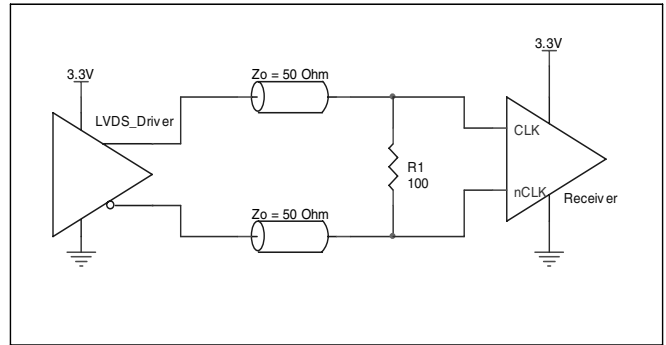 3.3V
Zo = 50 Ohm
3.3V
LVDS_Driver
CLK
R1
100
nCLK
Receiver
Zo = 50 Ohm